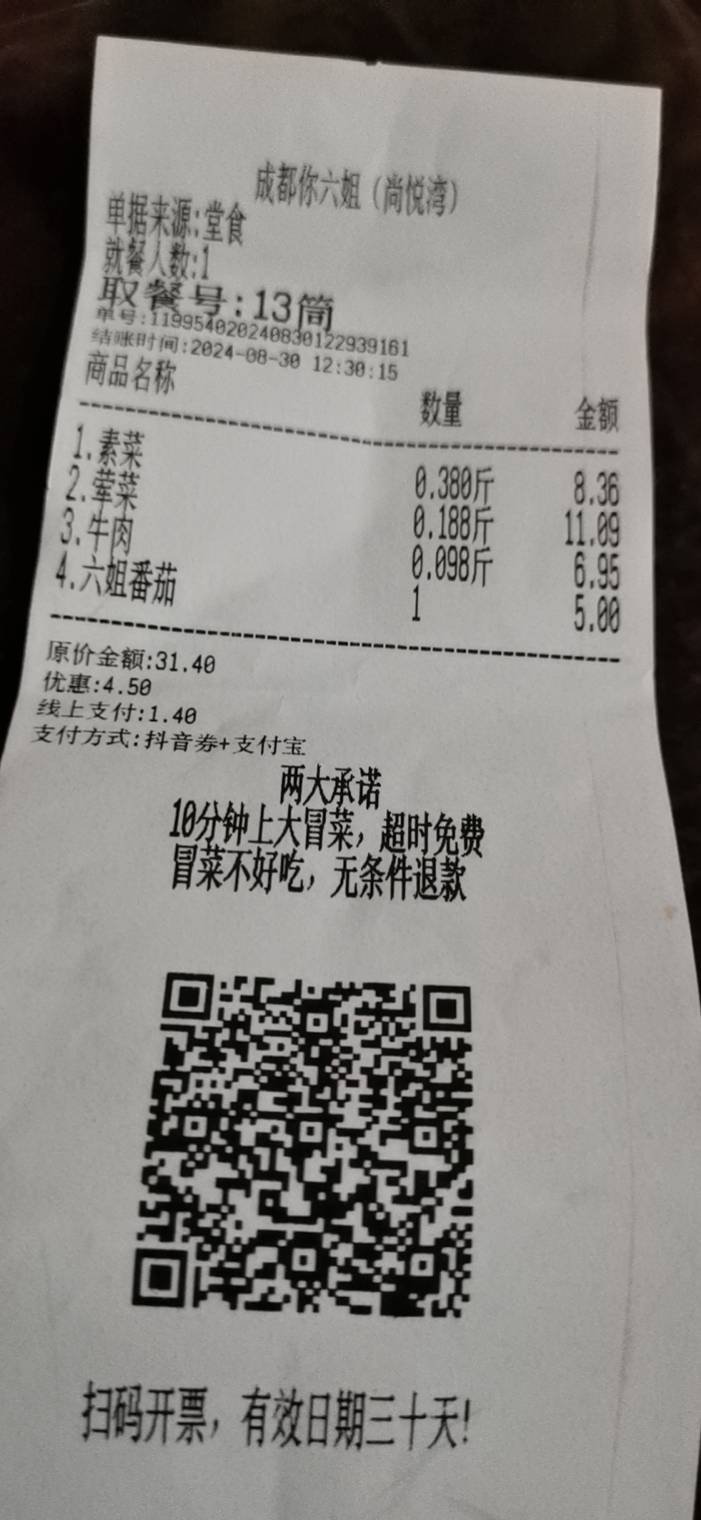 成都你六姐（尚悦湾）
单据来源:堂食
就餐人数:1
取餐号:13筒
单号:119954020240830122939161
结账时间:2024-08-30 12:30:15
商品名称 数量 金额
1.素菜 0.380斤 8.36
2.荤菜 0.188斤 11.09
3.牛肉 0.098斤 6.95
4.六姐番茄 1 5.00
原价金额:31.40
优惠:4.50
线上支付:1.40
支付方式:抖音券+支付宝
两大承诺
10分钟上大冒菜，超时免费
冒菜不好吃，无条件退款
扫码开票，有效日期三十天!